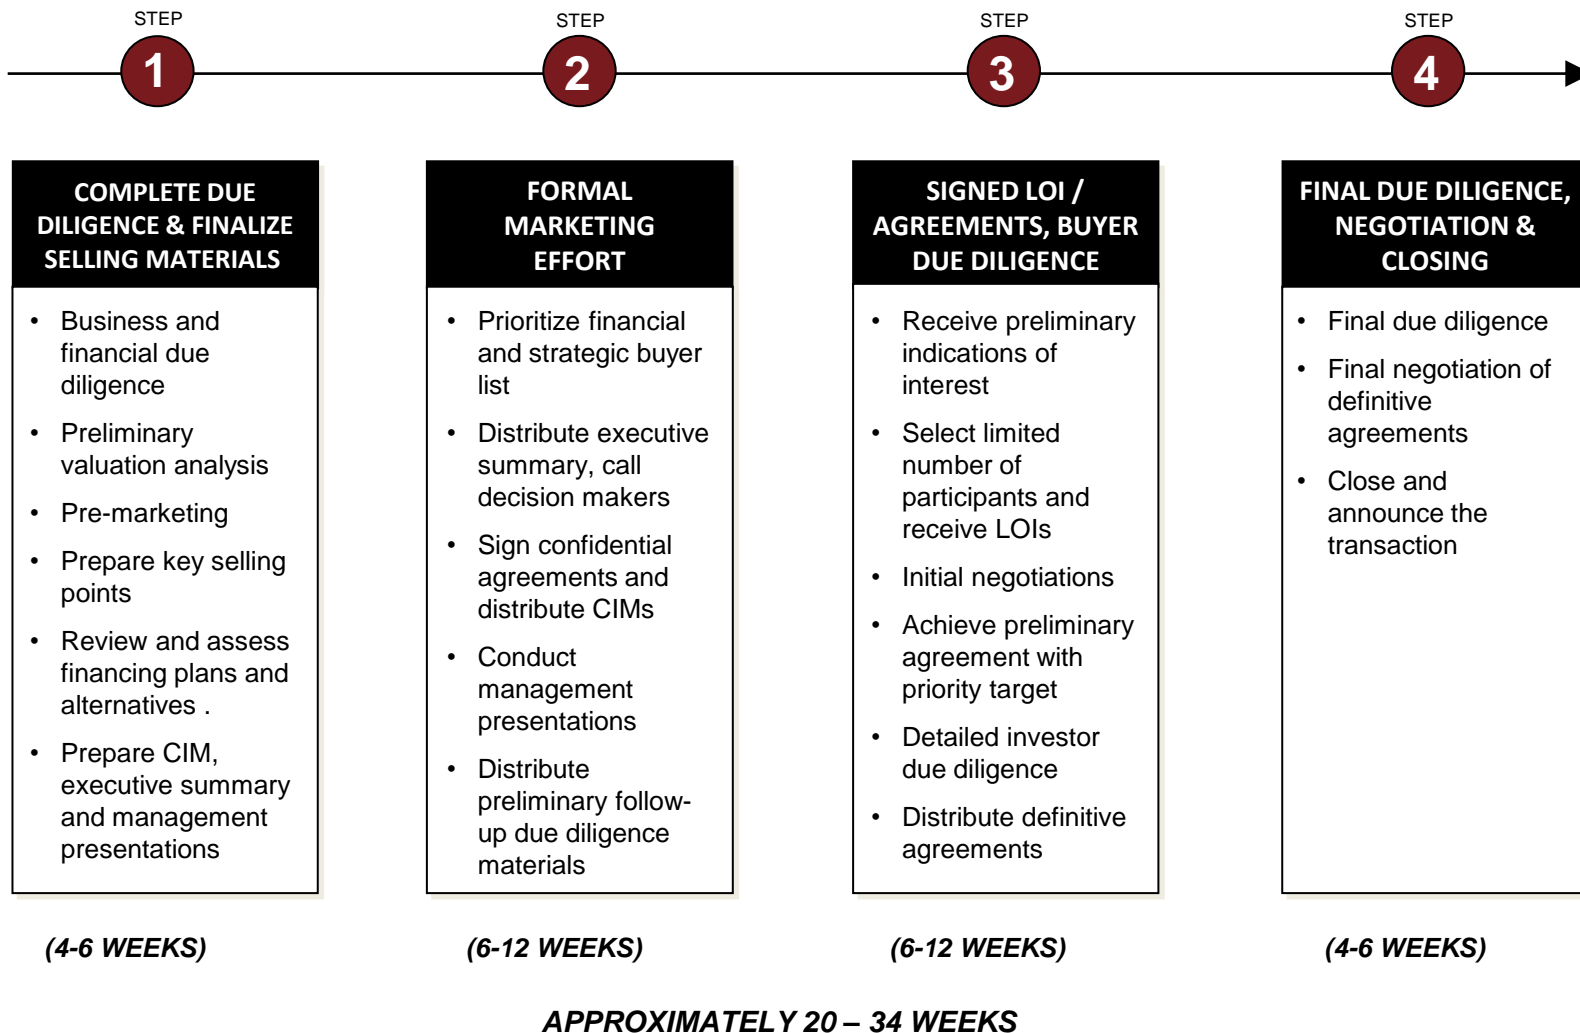 STEP
1
STEP
2
STEP
3
STEP
4
COMPLETE DUE
DILIGENCE & FINALIZE
SELLING MATERIALS
• Business and
financial due
diligence
• Preliminary
valuation analysis
• Pre-marketing
• Prepare key selling
points
• Review and assess
financing plans and
alternatives .
• Prepare CIM,
executive summary
and management
presentations
(4-6 WEEKS)
FORMAL
MARKETING
EFFORT
• Prioritize financial
and strategic buyer
list
• Distribute executive
summary, call
decision makers
• Sign confidential
agreements and
distribute CIMs
• Conduct
management
presentations
• Distribute
preliminary follow-
up due diligence
materials
(6-12 WEEKS)
SIGNED LOI /
AGREEMENTS, BUYER
DUE DILIGENCE
• Receive preliminary
indications of
interest
• Select limited
number of
participants and
receive LOIs
• Initial negotiations
• Achieve preliminary
agreement with
priority target
• Detailed investor
due diligence
• Distribute definitive
agreements
(6-12 WEEKS)
FINAL DUE DILIGENCE,
NEGOTIATION &
CLOSING
• Final due diligence
• Final negotiation of
definitive
agreements
• Close and
announce the
transaction
(4-6 WEEKS)
APPROXIMATELY 20 – 34 WEEKS